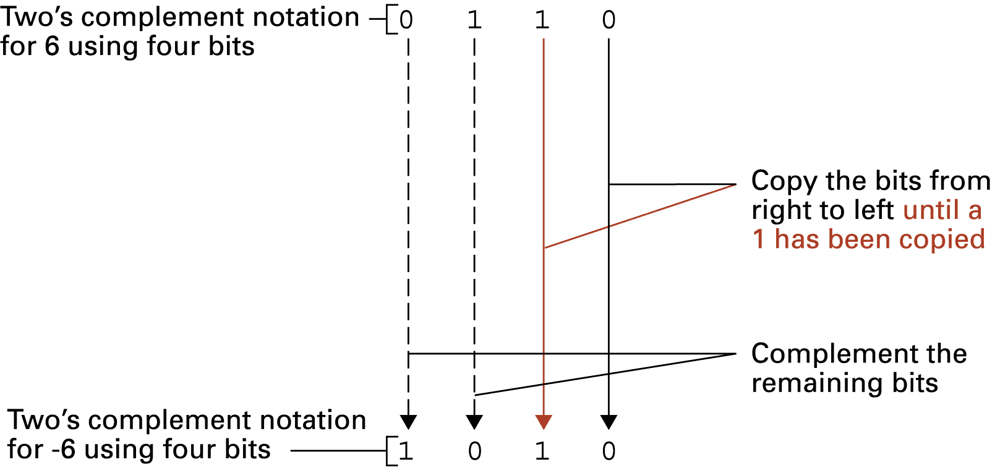 Two's complement notation
for 6 using four bits
0 1 1 0
Copy the bits from
right to left until a
1 has been copied
Complement the
remaining bits
Two's complement notation
for -6 using four bits
1 0 1 0